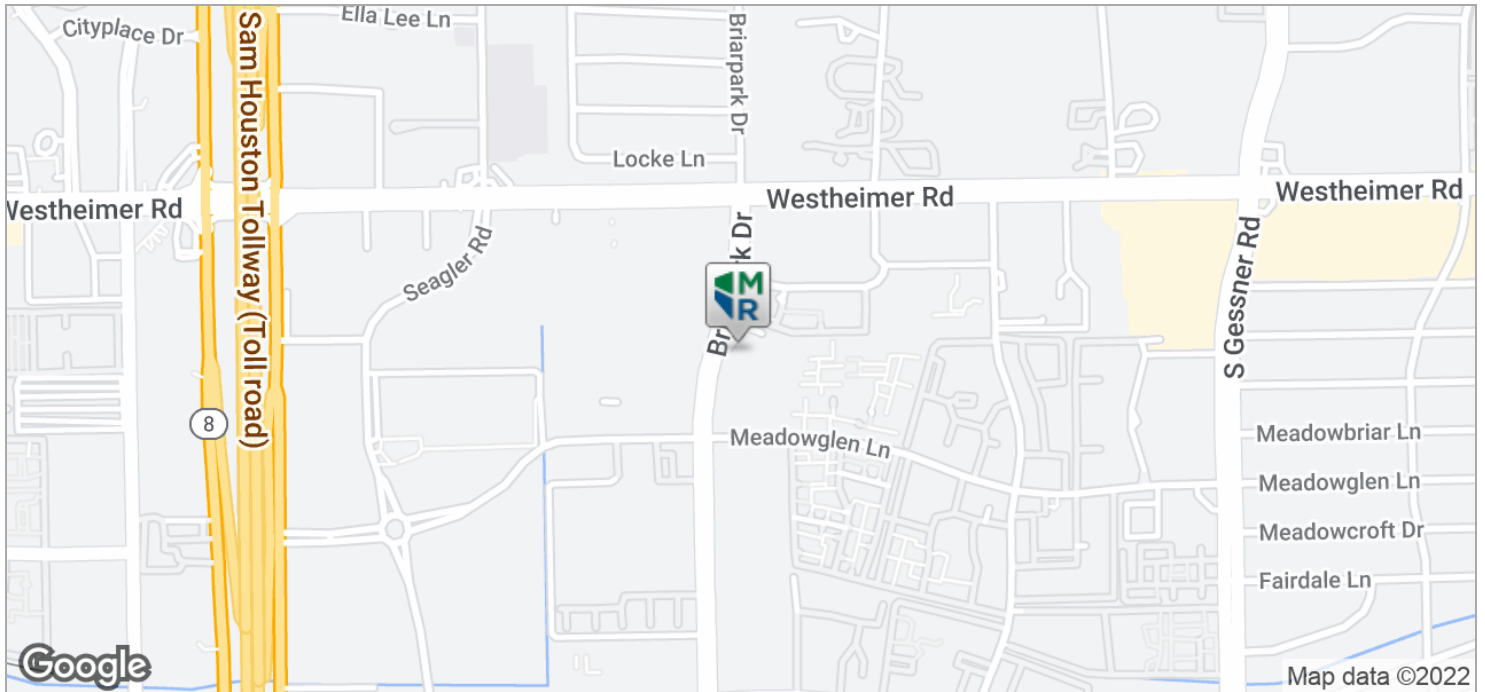 Cityplace Dr
Ella Lee Ln
Sam Houston Tollway (Toll road)
Briarpark Dr
Locke Ln
Westheimer Rd
Westheimer Rd
Westheimer Rd
Seagler Rd
M
R
S Gessner Rd
8
Meadowglen Ln
Meadowbriar Ln
Meadowglen Ln
Meadowcroft Dr
Fairdale Ln
Google
Map data ©2022